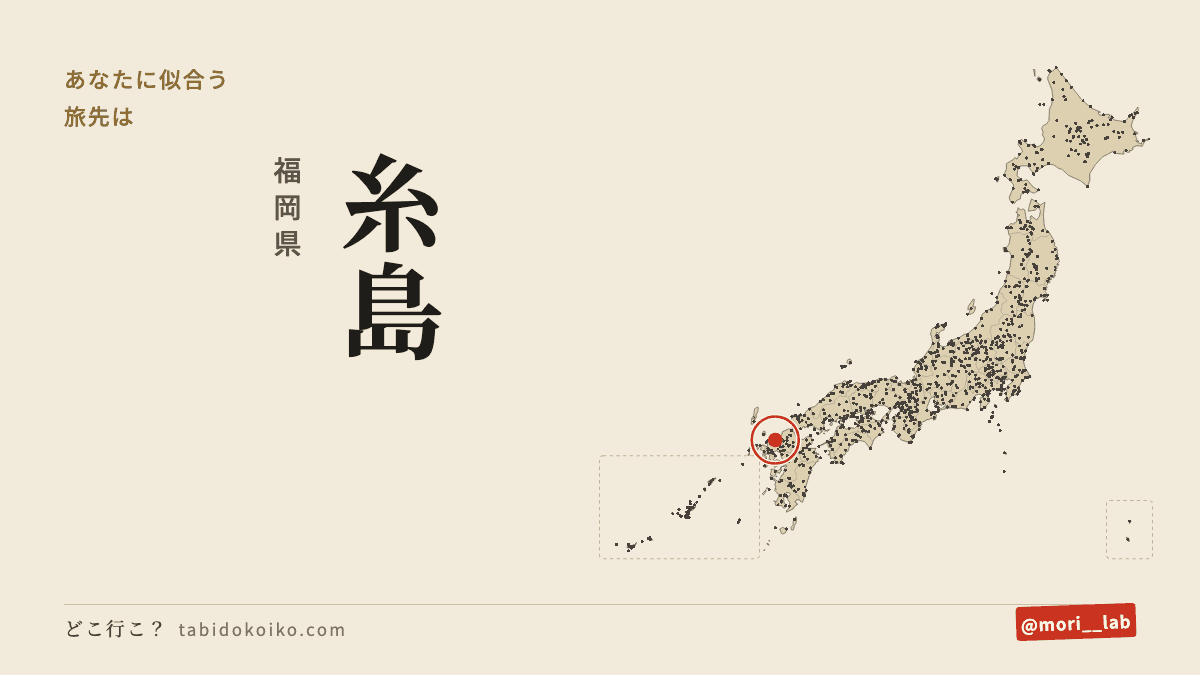 あなたに似合う
旅先は
福岡県
糸島
どこ行こ？ tabidokoiko.com
@mori__lab